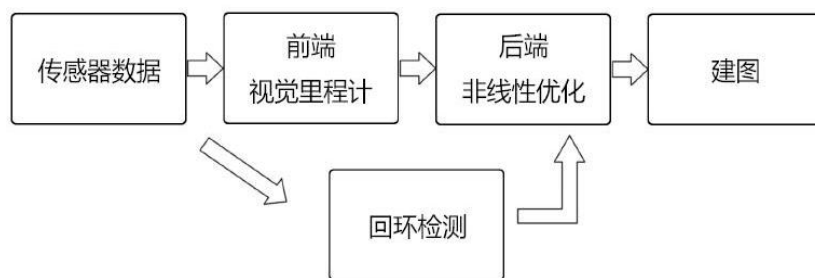 传感器数据
前端
视觉里程计
后端
非线性优化
建图
回环检测